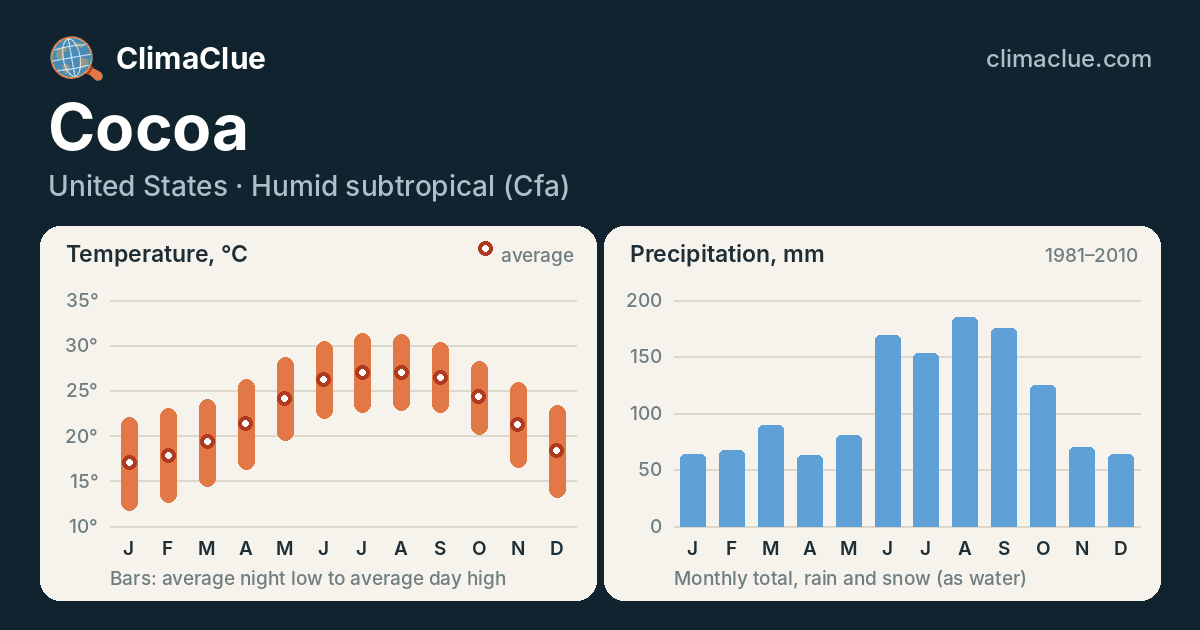 ClimaClue
climaclue.com
Cocoa
United States · Humid subtropical (Cfa)
Temperature, °C
average
35°
30°
25°
20°
15°
10°
J F M A M J J A S O N D
Bars: average night low to average day high
Precipitation, mm
1981–2010
200
150
100
50
0
J F M A M J J A S O N D
Monthly total, rain and snow (as water)